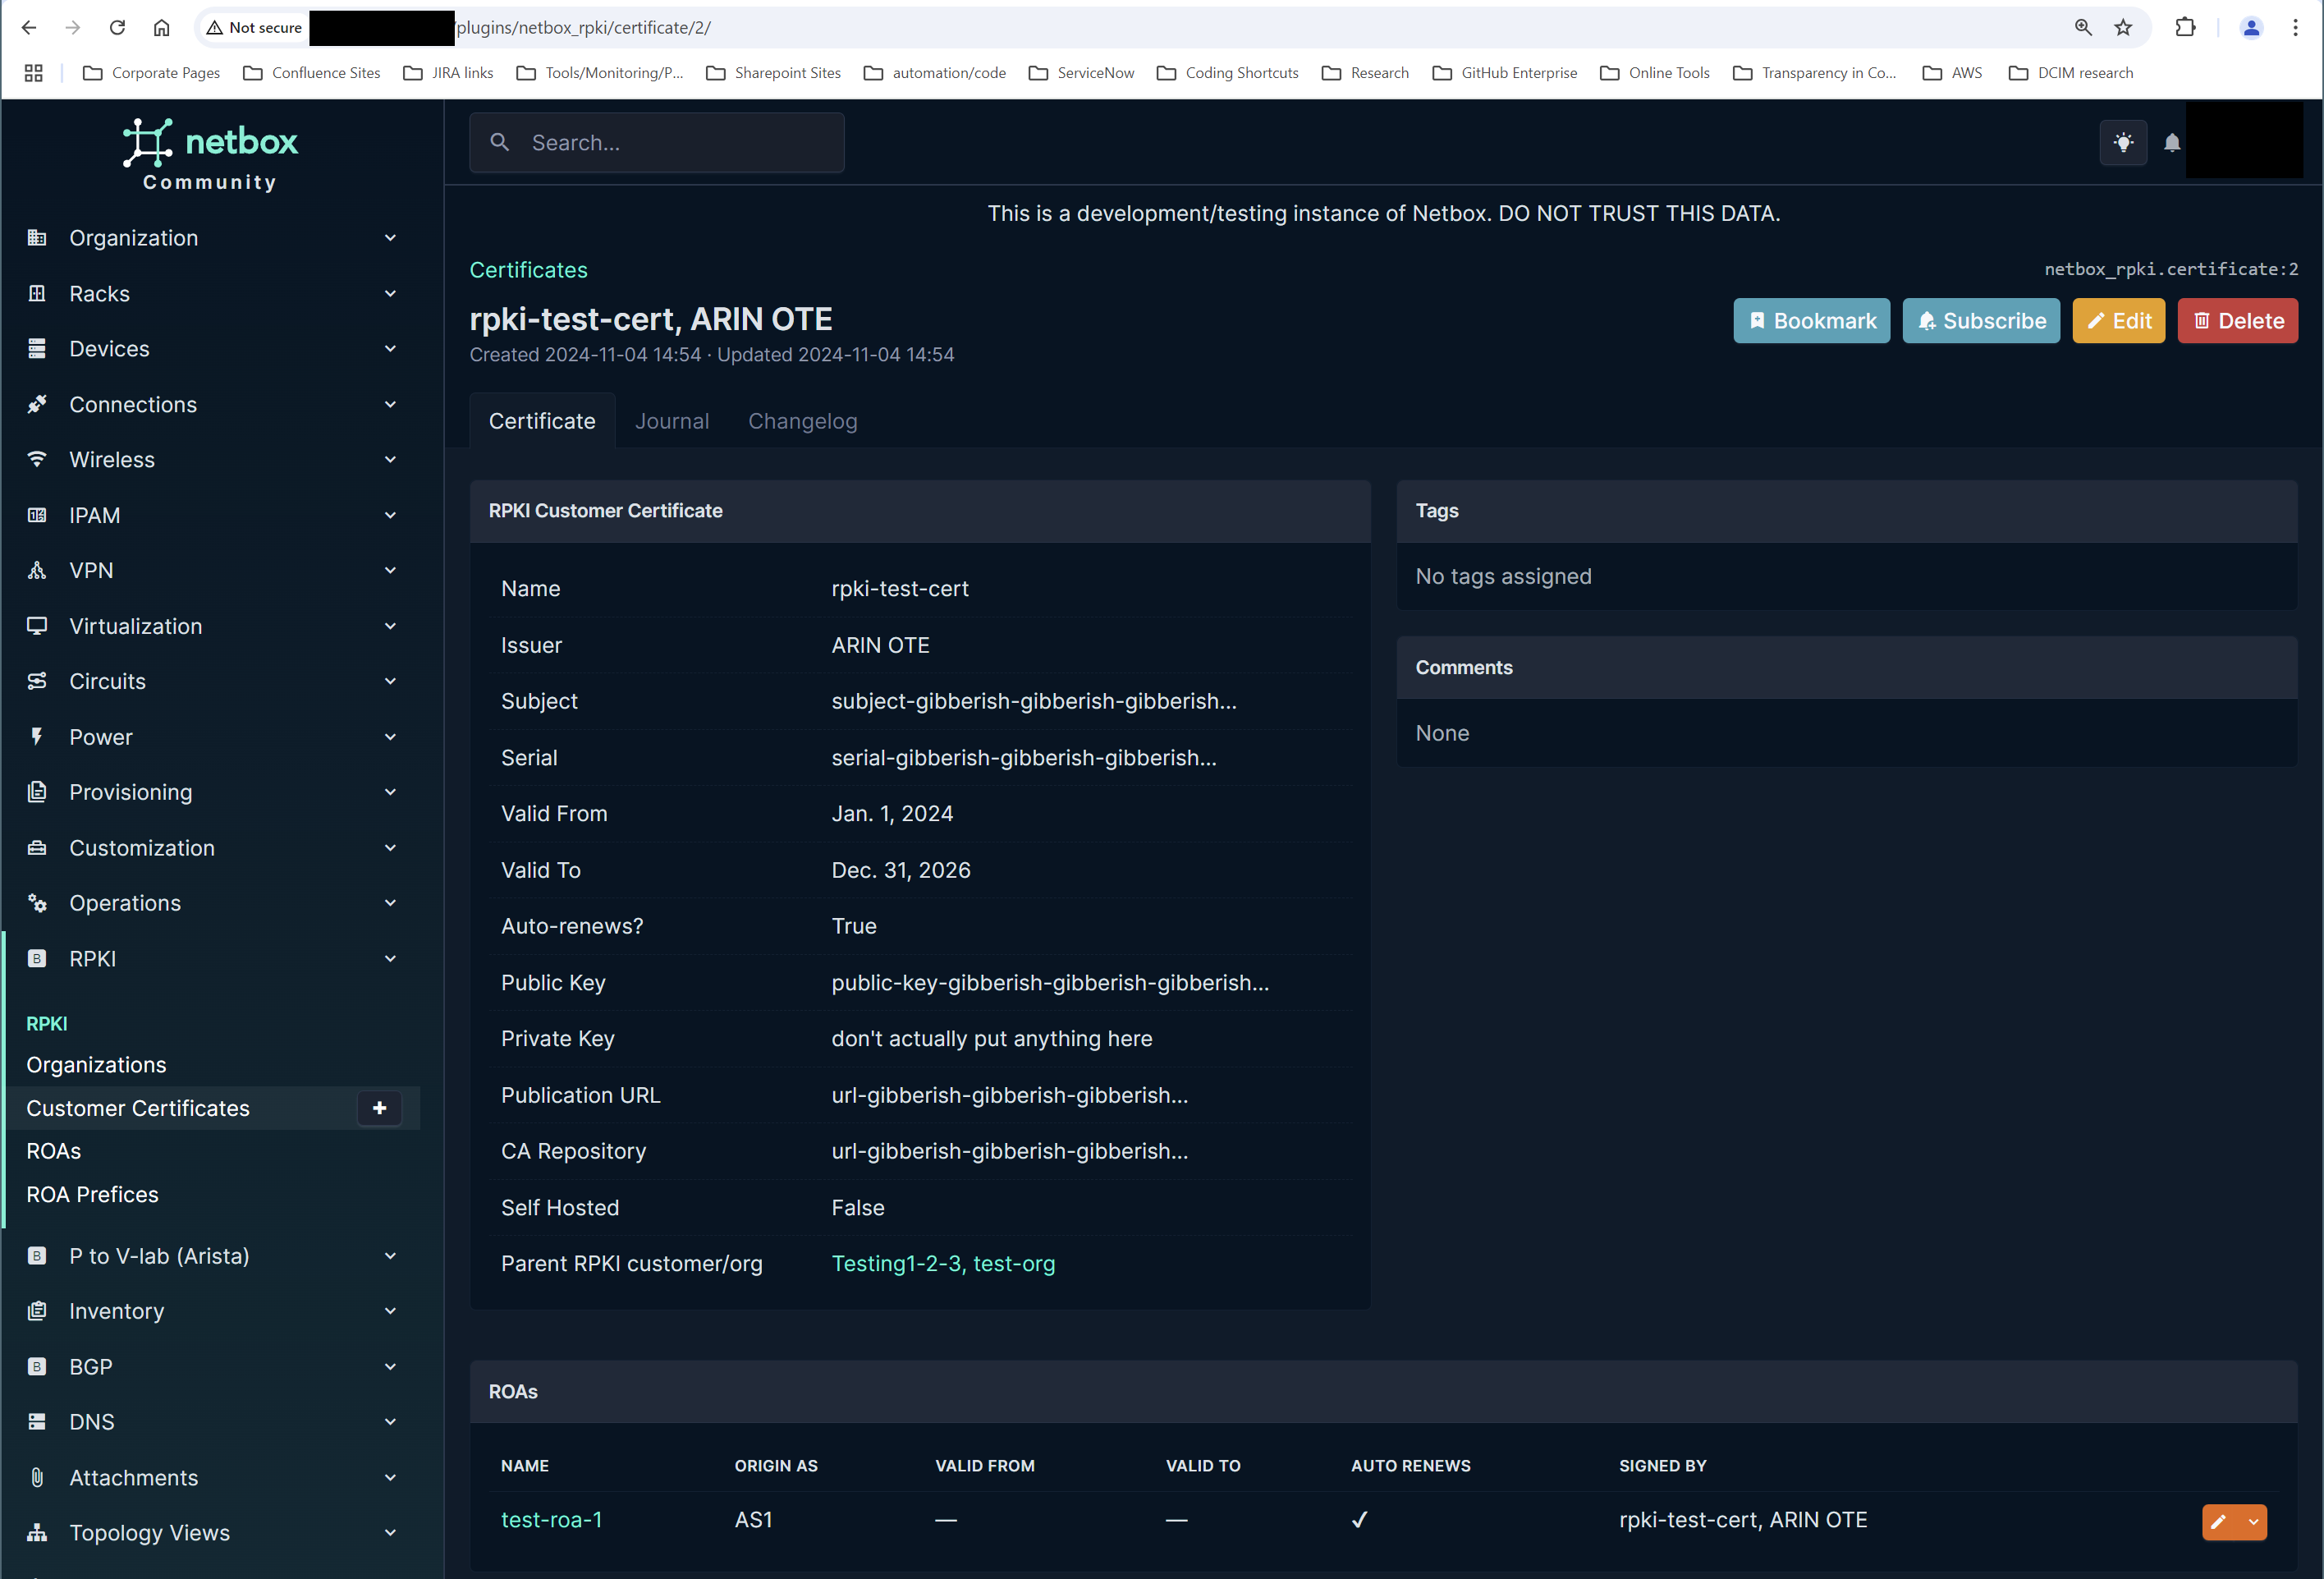 Not secure
plugins/netbox_rpki/certificate/2/
Corporate Pages
Confluence Sites
JIRA links
Tools/Monitoring/P...
Sharepoint Sites
automation/code
ServiceNow
Coding Shortcuts
Research
GitHub Enterprise
Online Tools
Transparency in Co...
AWS
DCIM research
netbox
Community
Search...
Organization
Racks
Devices
Connections
Wireless
IPAM
VPN
Virtualization
Circuits
Power
Provisioning
Customization
Operations
RPKI
RPKI
Organizations
Customer Certificates
ROAs
ROA Prefices
P to V-lab (Arista)
Inventory
BGP
DNS
Attachments
Topology Views
This is a development/testing instance of Netbox. DO NOT TRUST THIS DATA.
Certificates
netbox_rpki.certificate:2
rpki-test-cert, ARIN OTE
Created 2024-11-04 14:54 · Updated 2024-11-04 14:54
Bookmark
Subscribe
Edit
Delete
Certificate
Journal
Changelog
RPKI Customer Certificate
Name rpki-test-cert
Issuer ARIN OTE
Subject subject-gibberish-gibberish-gibberish...
Serial serial-gibberish-gibberish-gibberish...
Valid From Jan. 1, 2024
Valid To Dec. 31, 2026
Auto-renews? True
Public Key public-key-gibberish-gibberish-gibberish...
Private Key don't actually put anything here
Publication URL url-gibberish-gibberish-gibberish...
CA Repository url-gibberish-gibberish-gibberish...
Self Hosted False
Parent RPKI customer/org Testing1-2-3, test-org
Tags
No tags assigned
Comments
None
ROAs
NAME ORIGIN AS VALID FROM VALID TO AUTO RENEWS SIGNED BY
test-roa-1 AS1 — — ✓ rpki-test-cert, ARIN OTE